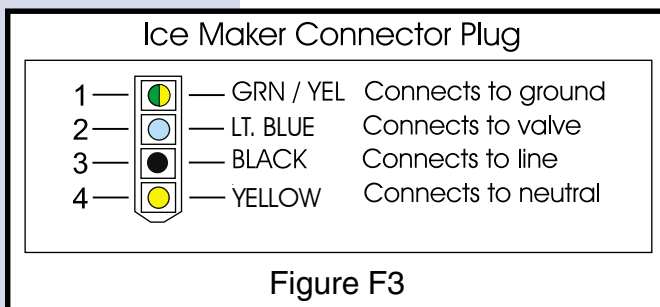 Ice Maker Connector Plug
1 GRN / YEL Connects to ground
2 LT. BLUE Connects to valve
3 BLACK Connects to line
4 YELLOW Connects to neutral
Figure F3